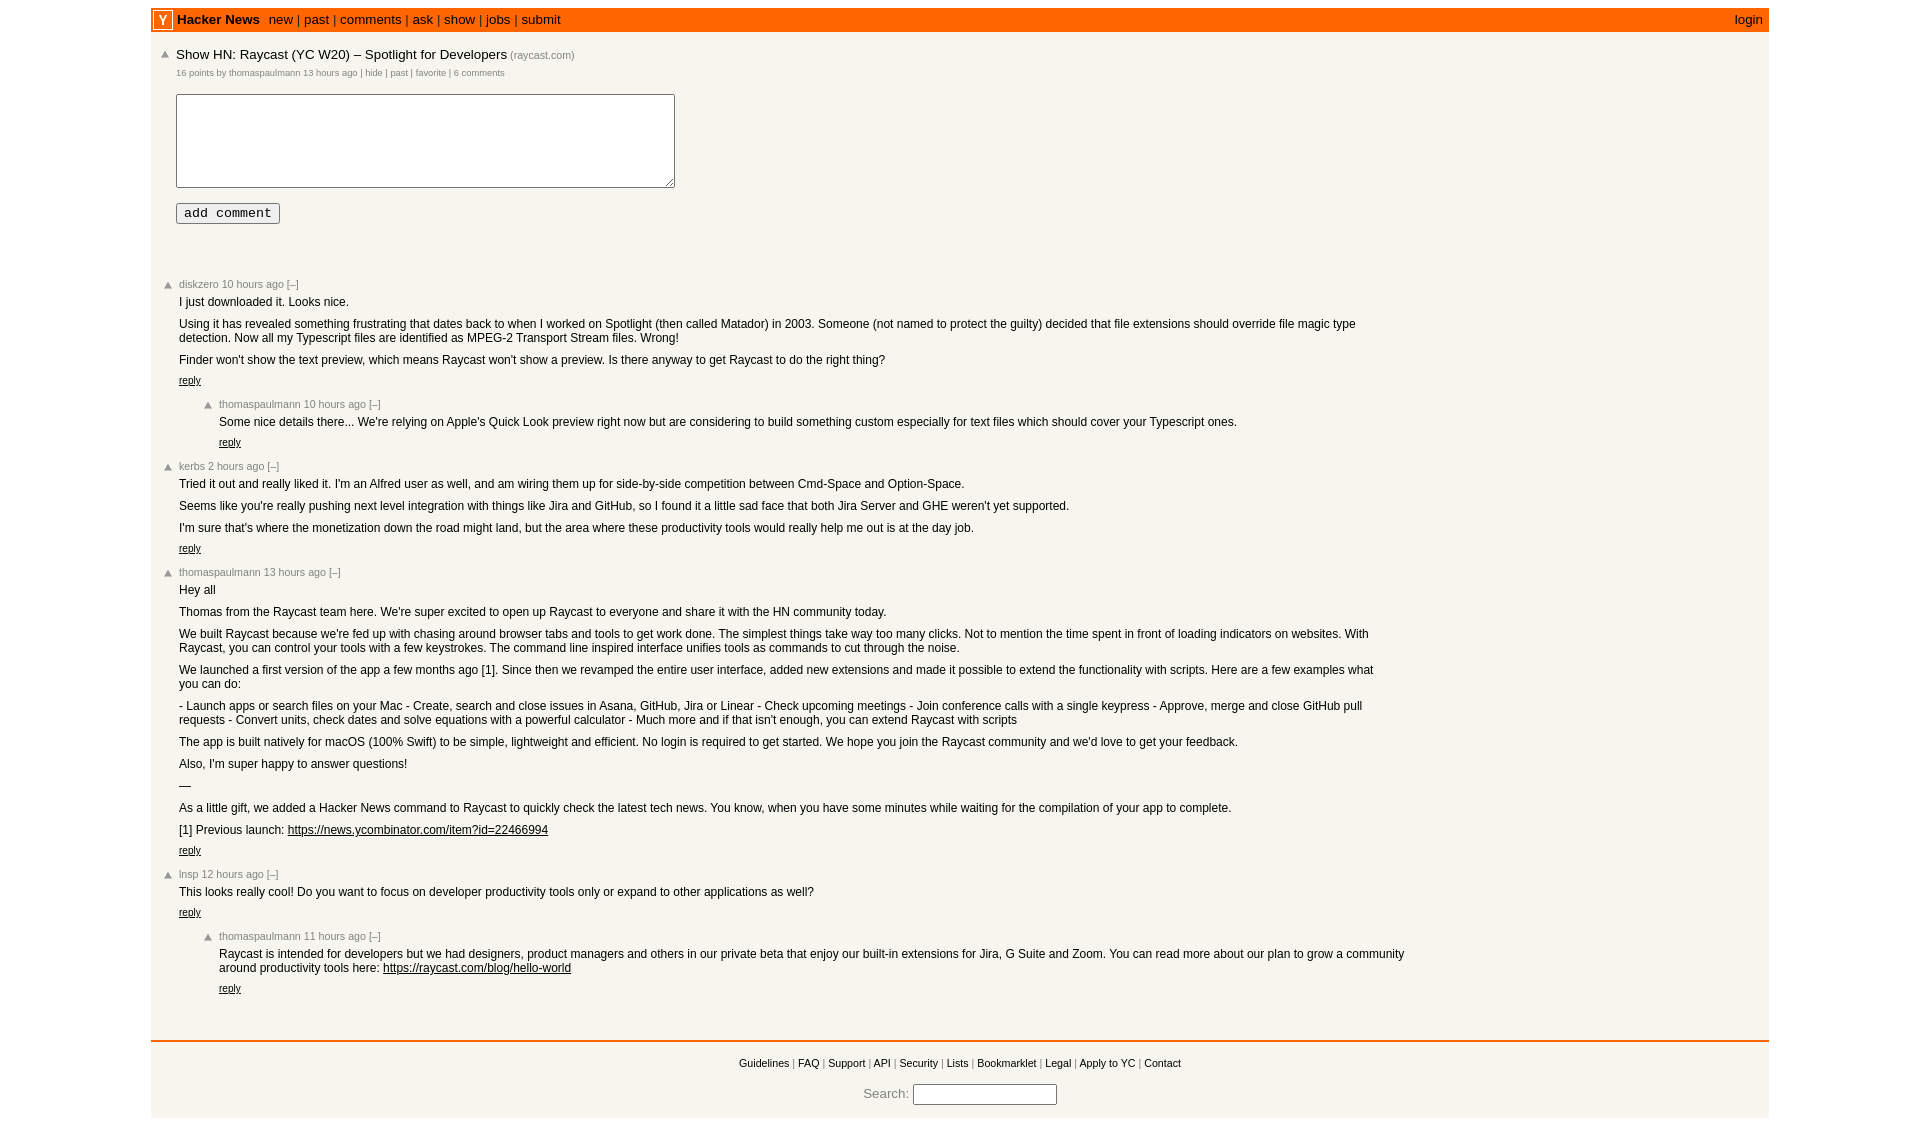 Y Hacker News new | past | comments | ask | show | jobs | submit login
Show HN: Raycast (YC W20) – Spotlight for Developers (raycast.com)
16 points by thomaspaulmann 13 hours ago | hide | past | favorite | 6 comments
add comment
diskzero 10 hours ago [–]
I just downloaded it. Looks nice.
Using it has revealed something frustrating that dates back to when I worked on Spotlight (then called Matador) in 2003. Someone (not named to protect the guilty) decided that file extensions should override file magic type
detection. Now all my Typescript files are identified as MPEG-2 Transport Stream files. Wrong!
Finder won't show the text preview, which means Raycast won't show a preview. Is there anyway to get Raycast to do the right thing?
reply
thomaspaulmann 10 hours ago [–]
Some nice details there... We're relying on Apple's Quick Look preview right now but are considering to build something custom especially for text files which should cover your Typescript ones.
reply
kerbs 2 hours ago [–]
Tried it out and really liked it. I'm an Alfred user as well, and am wiring them up for side-by-side competition between Cmd-Space and Option-Space.
Seems like you're really pushing next level integration with things like Jira and GitHub, so I found it a little sad face that both Jira Server and GHE weren't yet supported.
I'm sure that's where the monetization down the road might land, but the area where these productivity tools would really help me out is at the day job.
reply
thomaspaulmann 13 hours ago [–]
Hey all
Thomas from the Raycast team here. We're super excited to open up Raycast to everyone and share it with the HN community today.
We built Raycast because we're fed up with chasing around browser tabs and tools to get work done. The simplest things take way too many clicks. Not to mention the time spent in front of loading indicators on websites. With
Raycast, you can control your tools with a few keystrokes. The command line inspired interface unifies tools as commands to cut through the noise.
We launched a first version of the app a few months ago [1]. Since then we revamped the entire user interface, added new extensions and made it possible to extend the functionality with scripts. Here are a few examples what
you can do:
- Launch apps or search files on your Mac - Create, search and close issues in Asana, GitHub, Jira or Linear - Check upcoming meetings - Join conference calls with a single keypress - Approve, merge and close GitHub pull
requests - Convert units, check dates and solve equations with a powerful calculator - Much more and if that isn't enough, you can extend Raycast with scripts
The app is built natively for macOS (100% Swift) to be simple, lightweight and efficient. No login is required to get started. We hope you join the Raycast community and we'd love to get your feedback.
Also, I'm super happy to answer questions!
—
As a little gift, we added a Hacker News command to Raycast to quickly check the latest tech news. You know, when you have some minutes while waiting for the compilation of your app to complete.
[1] Previous launch: https://news.ycombinator.com/item?id=22466994
reply
lnsp 12 hours ago [–]
This looks really cool! Do you want to focus on developer productivity tools only or expand to other applications as well?
reply
thomaspaulmann 11 hours ago [–]
Raycast is intended for developers but we had designers, product managers and others in our private beta that enjoy our built-in extensions for Jira, G Suite and Zoom. You can read more about our plan to grow a community
around productivity tools here: https://raycast.com/blog/hello-world
reply
Guidelines | FAQ | Support | API | Security | Lists | Bookmarklet | Legal | Apply to YC | Contact
Search: